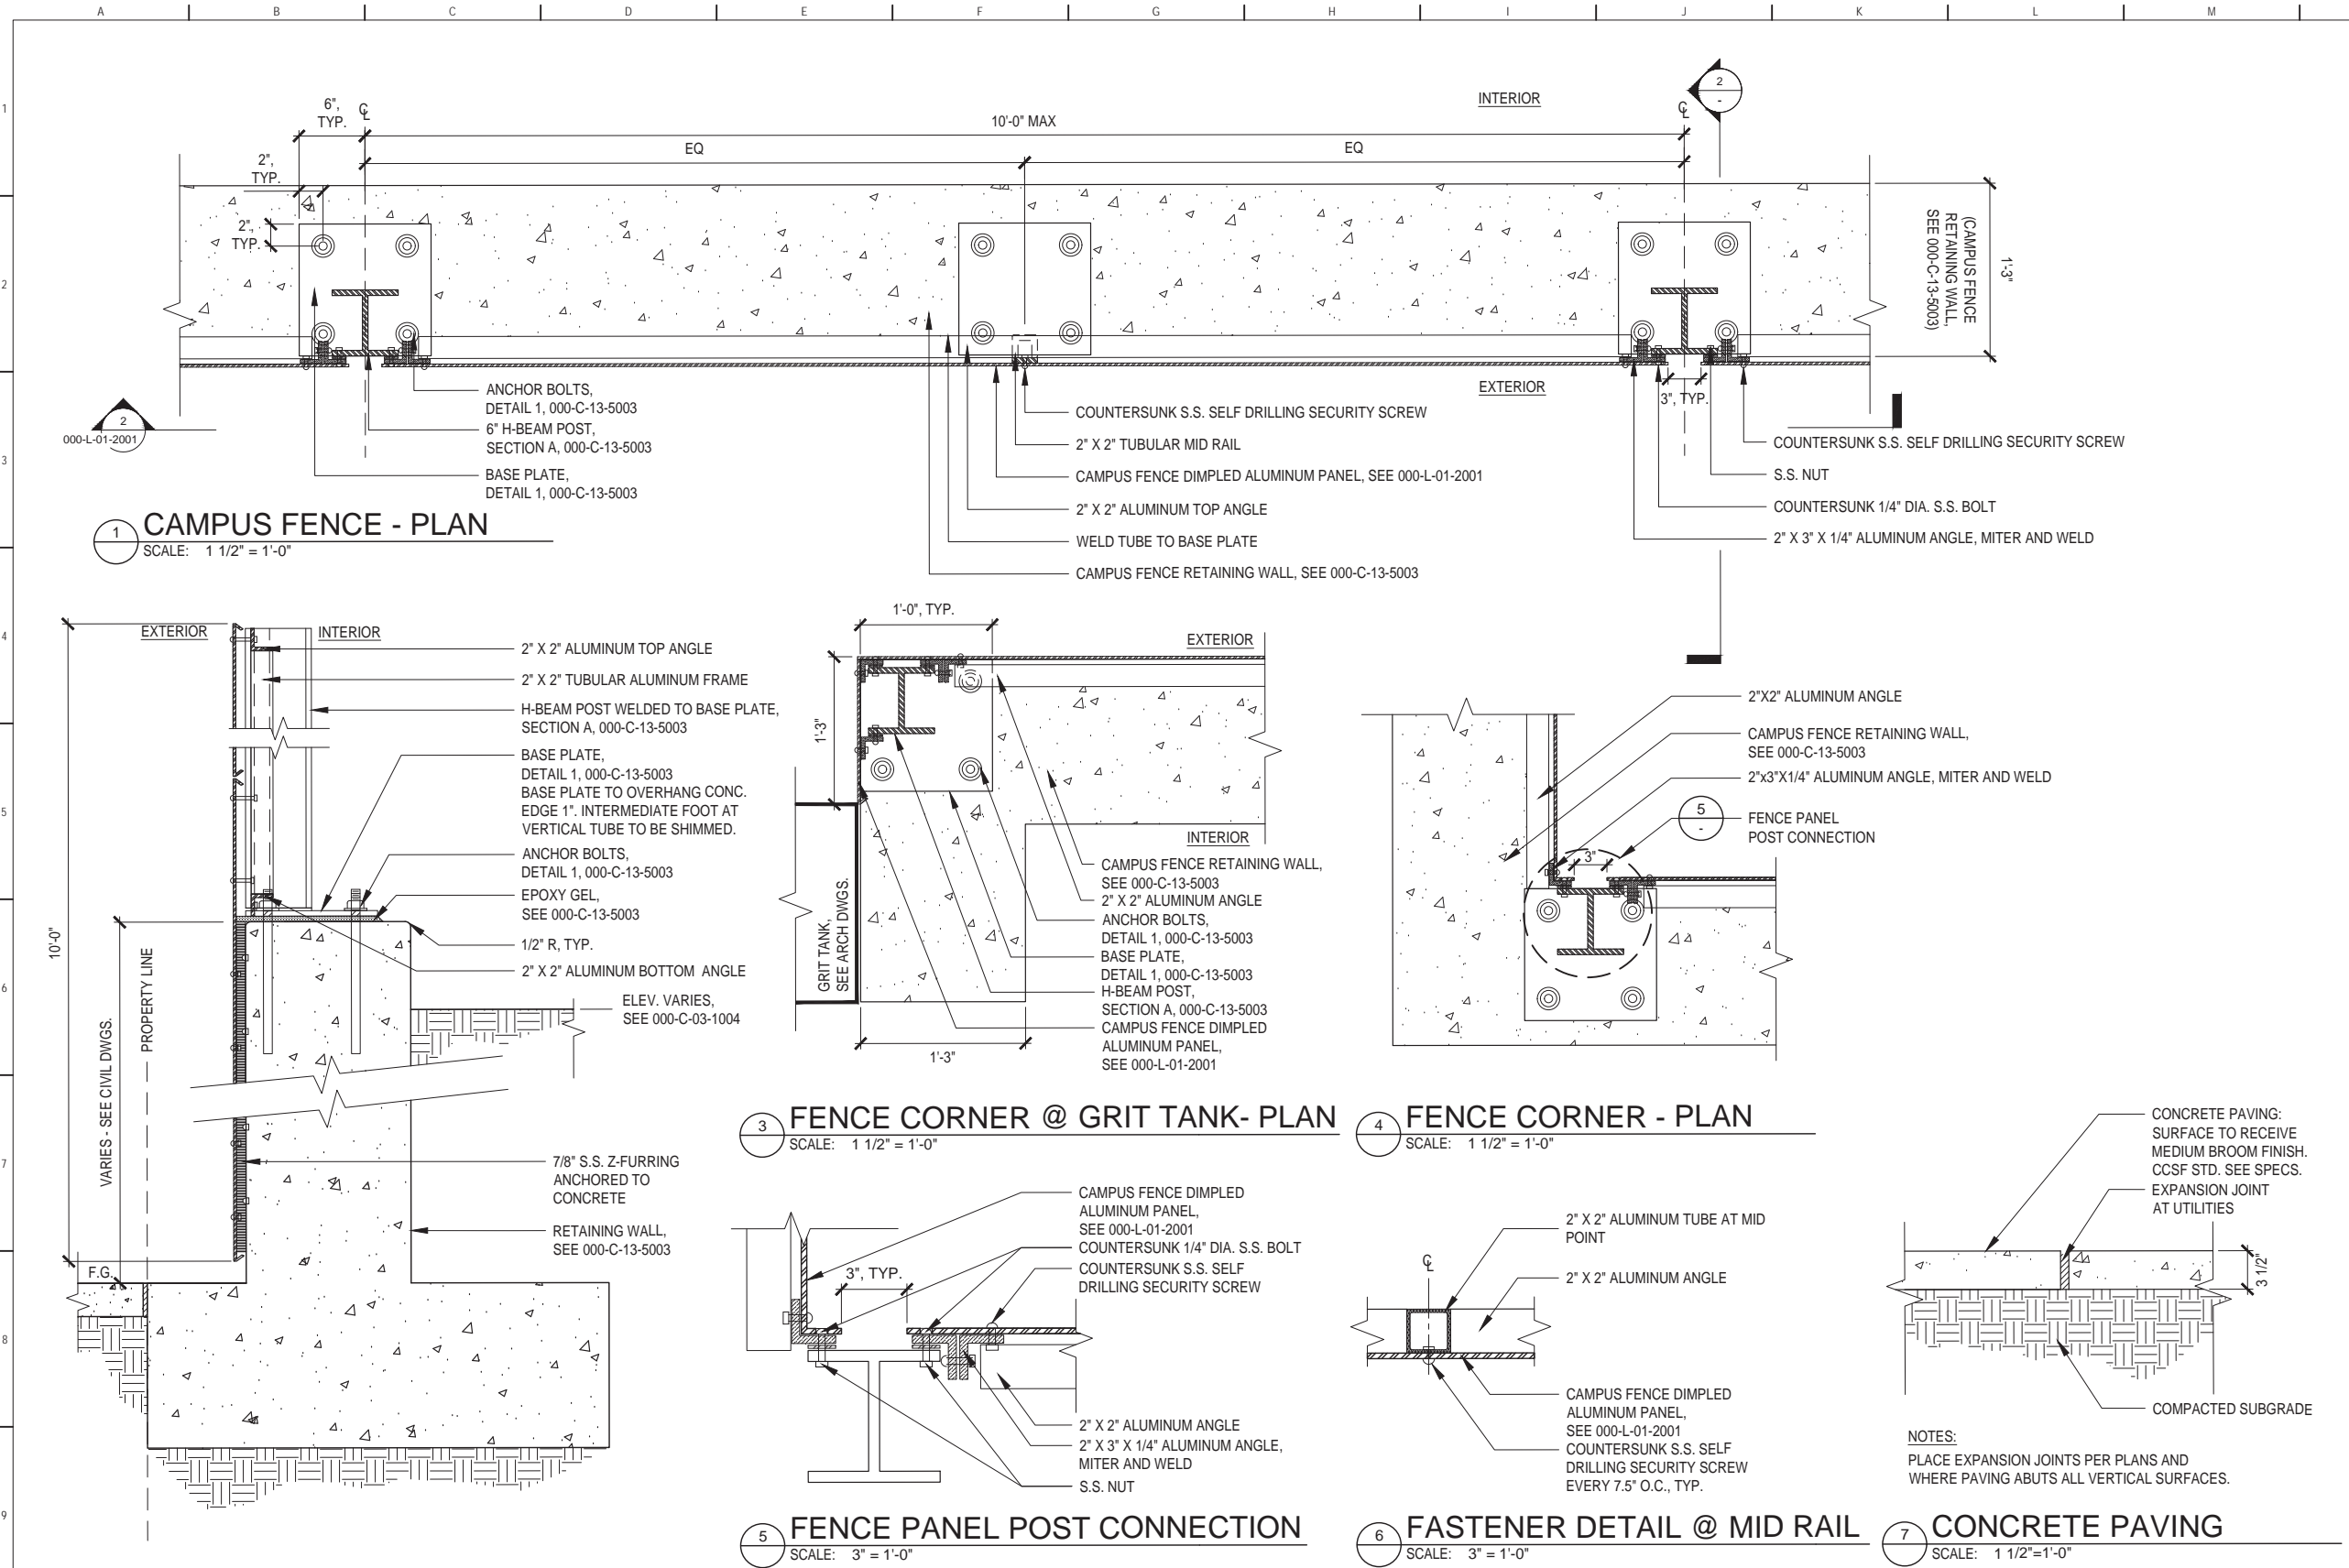 A B C D E F G H I J K L M
1
2
3
4
5
6
7
8
9
6",
TYP.
℄
10'-0" MAX
EQ
EQ
INTERIOR
℄
2
-
2",
TYP.
2",
TYP.
(CAMPUS FENCE
RETAINING WALL,
SEE 000-C-13-5003)
1'-3"
EXTERIOR
3", TYP.
2
000-L-01-2001
ANCHOR BOLTS,
DETAIL 1, 000-C-13-5003
6" H-BEAM POST,
SECTION A, 000-C-13-5003
BASE PLATE,
DETAIL 1, 000-C-13-5003
COUNTERSUNK S.S. SELF DRILLING SECURITY SCREW
2" X 2" TUBULAR MID RAIL
CAMPUS FENCE DIMPLED ALUMINUM PANEL, SEE 000-L-01-2001
2" X 2" ALUMINUM TOP ANGLE
WELD TUBE TO BASE PLATE
CAMPUS FENCE RETAINING WALL, SEE 000-C-13-5003
COUNTERSUNK S.S. SELF DRILLING SECURITY SCREW
S.S. NUT
COUNTERSUNK 1/4" DIA. S.S. BOLT
2" X 3" X 1/4" ALUMINUM ANGLE, MITER AND WELD
1
CAMPUS FENCE - PLAN
SCALE: 1 1/2" = 1'-0"
EXTERIOR
INTERIOR
2" X 2" ALUMINUM TOP ANGLE
2" X 2" TUBULAR ALUMINUM FRAME
H-BEAM POST WELDED TO BASE PLATE,
SECTION A, 000-C-13-5003
BASE PLATE,
DETAIL 1, 000-C-13-5003
BASE PLATE TO OVERHANG CONC.
EDGE 1". INTERMEDIATE FOOT AT
VERTICAL TUBE TO BE SHIMMED.
ANCHOR BOLTS,
DETAIL 1, 000-C-13-5003
EPOXY GEL,
SEE 000-C-13-5003
1/2" R, TYP.
2" X 2" ALUMINUM BOTTOM ANGLE
ELEV. VARIES,
SEE 000-C-03-1004
10'-0"
VARIES - SEE CIVIL DWGS.
PROPERTY LINE
7/8" S.S. Z-FURRING
ANCHORED TO
CONCRETE
RETAINING WALL,
SEE 000-C-13-5003
F.G.
1'-0", TYP.
EXTERIOR
1'-3"
INTERIOR
GRIT TANK,
SEE ARCH DWGS.
CAMPUS FENCE RETAINING WALL,
SEE 000-C-13-5003
2" X 2" ALUMINUM ANGLE
ANCHOR BOLTS,
DETAIL 1, 000-C-13-5003
BASE PLATE,
DETAIL 1, 000-C-13-5003
H-BEAM POST,
SECTION A, 000-C-13-5003
CAMPUS FENCE DIMPLED
ALUMINUM PANEL,
SEE 000-L-01-2001
1'-3"
3
FENCE CORNER @ GRIT TANK- PLAN
SCALE: 1 1/2" = 1'-0"
2"X2" ALUMINUM ANGLE
CAMPUS FENCE RETAINING WALL,
SEE 000-C-13-5003
2"x3"X1/4" ALUMINUM ANGLE, MITER AND WELD
5
-
FENCE PANEL
POST CONNECTION
3"
4
FENCE CORNER - PLAN
SCALE: 1 1/2" = 1'-0"
CAMPUS FENCE DIMPLED
ALUMINUM PANEL,
SEE 000-L-01-2001
COUNTERSUNK 1/4" DIA. S.S. BOLT
COUNTERSUNK S.S. SELF
DRILLING SECURITY SCREW
3", TYP.
2" X 2" ALUMINUM ANGLE
2" X 3" X 1/4" ALUMINUM ANGLE,
MITER AND WELD
S.S. NUT
5
FENCE PANEL POST CONNECTION
SCALE: 3" = 1'-0"
2" X 2" ALUMINUM TUBE AT MID
POINT
℄
2" X 2" ALUMINUM ANGLE
CAMPUS FENCE DIMPLED
ALUMINUM PANEL,
SEE 000-L-01-2001
COUNTERSUNK S.S. SELF
DRILLING SECURITY SCREW
EVERY 7.5" O.C., TYP.
6
FASTENER DETAIL @ MID RAIL
SCALE: 3" = 1'-0"
CONCRETE PAVING:
SURFACE TO RECEIVE
MEDIUM BROOM FINISH.
CCSF STD. SEE SPECS.
EXPANSION JOINT
AT UTILITIES
3 1/2"
COMPACTED SUBGRADE
NOTES:
PLACE EXPANSION JOINTS PER PLANS AND
WHERE PAVING ABUTS ALL VERTICAL SURFACES.
7
CONCRETE PAVING
SCALE: 1 1/2"=1'-0"